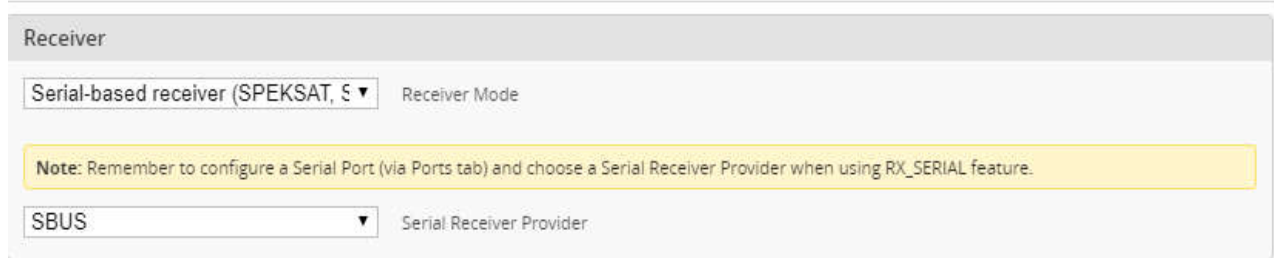 Receiver
Serial-based receiver (SPEKSAT, S Receiver Mode
Note: Remember to configure a Serial Port (via Ports tab) and choose a Serial Receiver Provider when using RX_SERIAL feature.
SBUS Serial Receiver Provider